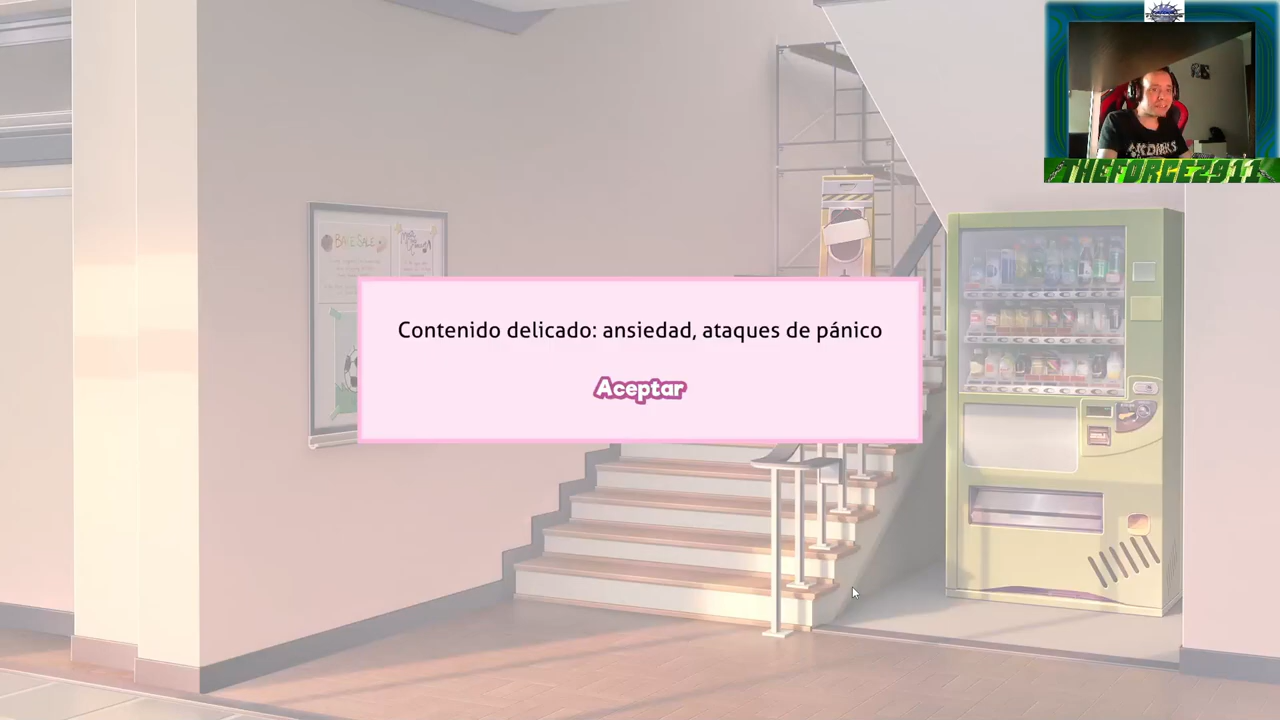 THEFORCE2911
BAKE SALE
Contenido delicado: ansiedad, ataques de pánico
Aceptar